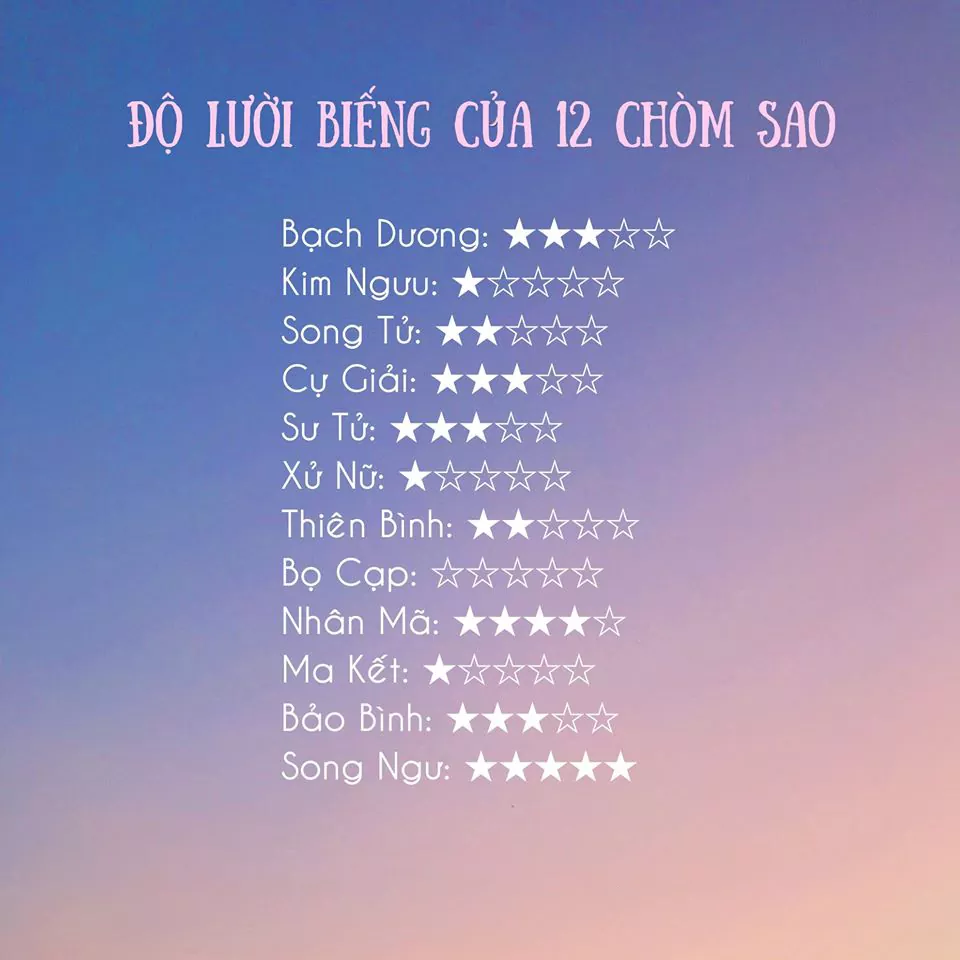 ĐỘ LƯỜI BIẾNG CỦA 12 CHÒM SAO
Bạch Dương: ★★★☆☆
Kim Ngưu: ★☆☆☆☆
Song Tử: ★★☆☆☆
Cự Giải: ★★★☆☆
Sư Tử: ★★★☆☆
Xử Nữ: ★☆☆☆☆
Thiên Bình: ★★☆☆☆
Bọ Cạp: ☆☆☆☆☆
Nhân Mã: ★★★★☆
Ma Kết: ★☆☆☆☆
Bảo Bình: ★★★☆☆
Song Ngư: ★★★★★